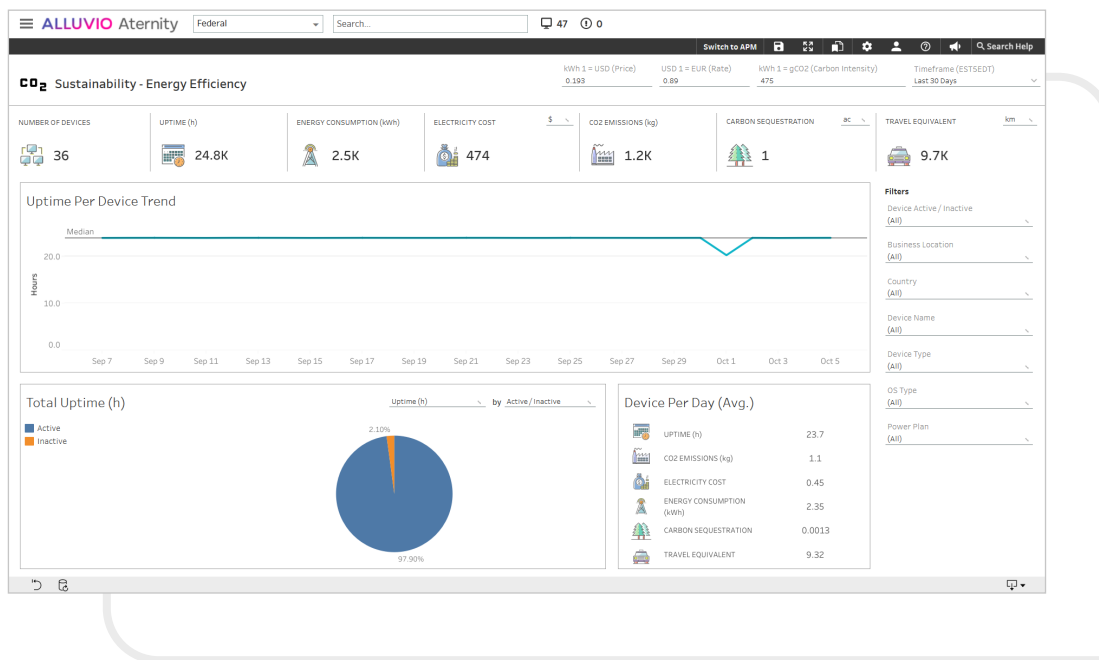 ALLUVIO Aternity Federal Search... 47 0
Switch to APM Search Help
CO2 Sustainability - Energy Efficiency
kWh 1 = USD (Price) USD 1 = EUR (Rate) kWh 1 = gCO2 (Carbon Intensity) Timeframe (ESTSEDT)
0.193 0.89 475 Last 30 Days
NUMBER OF DEVICES UPTIME (h) ENERGY CONSUMPTION (kWh) ELECTRICITY COST $ CO2 EMISSIONS (kg) CARBON SEQUESTRATION ac TRAVEL EQUIVALENT km
36 24.8K 2.5K 474 1.2K 1 9.7K
Uptime Per Device Trend
Median
20.0
10.0
0.0
Hours
Sep 7 Sep 9 Sep 11 Sep 13 Sep 15 Sep 17 Sep 19 Sep 21 Sep 23 Sep 25 Sep 27 Sep 29 Oct 1 Oct 3 Oct 5
Filters
Device Active / Inactive
(All)
Business Location
(All)
Country
(All)
Device Name
(All)
Device Type
(All)
OS Type
(All)
Power Plan
(All)
Total Uptime (h)
Uptime (h) by Active / Inactive
Active
Inactive
2.10%
97.90%
Device Per Day (Avg.)
UPTIME (h) 23.7
CO2 EMISSIONS (kg) 1.1
ELECTRICITY COST 0.45
ENERGY CONSUMPTION
(kWh) 2.35
CARBON SEQUESTRATION 0.0013
TRAVEL EQUIVALENT 9.32